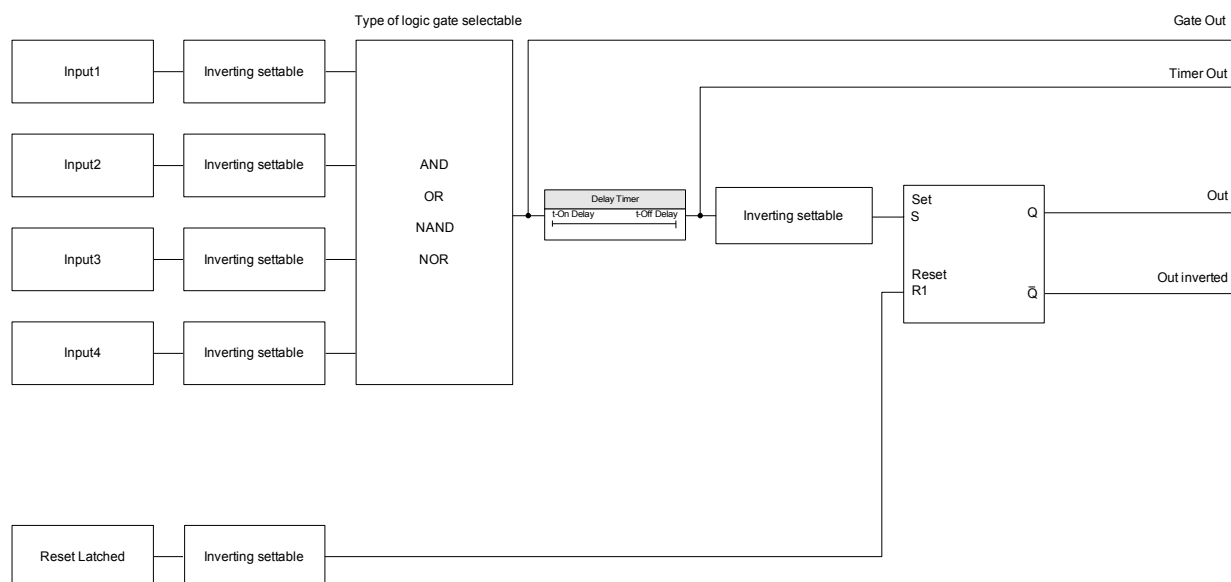 Type of logic gate selectable
Gate Out
Input1
Inverting settable
Timer Out
Input2
Inverting settable
AND
OR
NAND
NOR
Delay Timer
t-On Delay
t-Off Delay
Inverting settable
Set
S
Q
Out
Reset
R1
Q̅
Out inverted
Input3
Inverting settable
Input4
Inverting settable
Reset Latched
Inverting settable